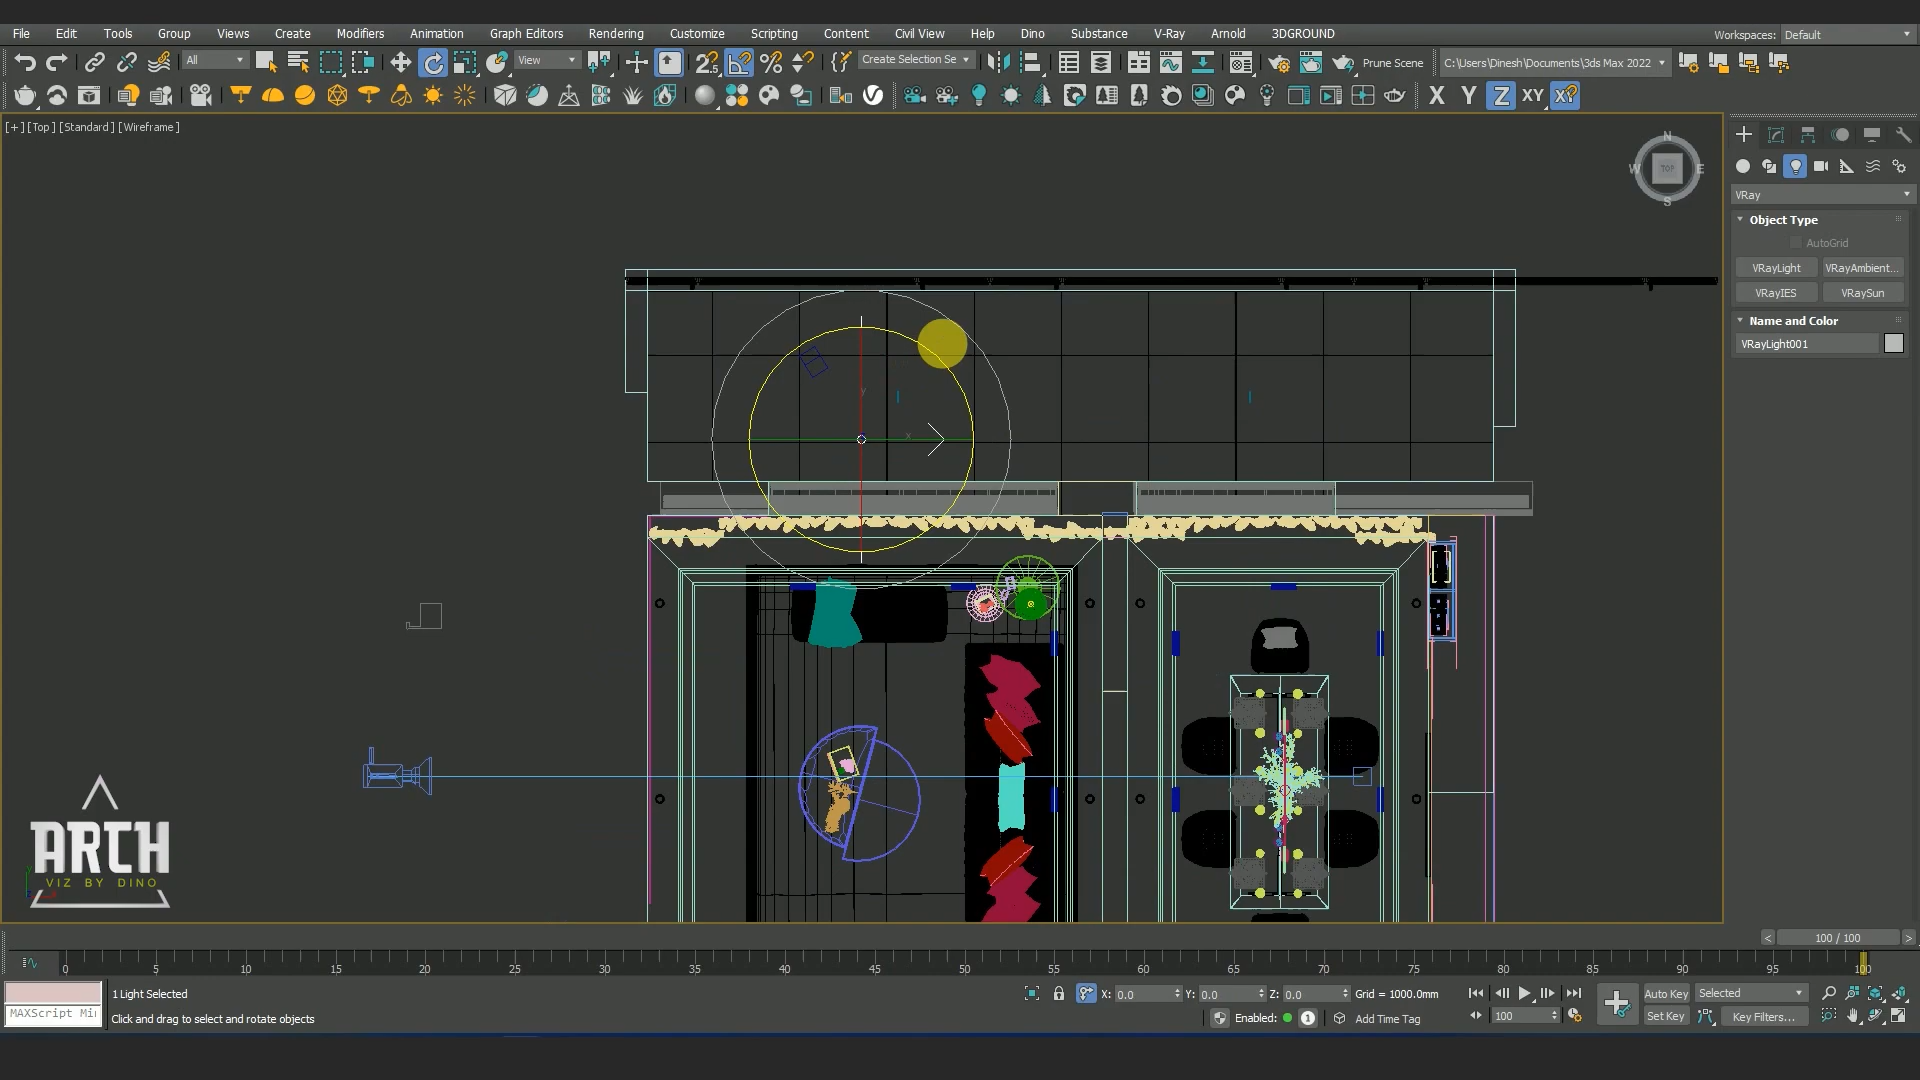 File Edit Tools Group Views Create Modifiers Animation Graph Editors Rendering Customize Scripting Content Civil View Help Dino Substance V-Ray Arnold 3DGROUND
Workspaces: Default
All View Create Selection Se Prune Scene C:\Users\Dinesh\Documents\3ds Max 2022
X Y Z XY XY
[+] [Top ] [Standard ] [Wireframe ]
N
W TOP E
S
VRay
Object Type
AutoGrid
VRayLight VRayAmbient...
VRayIES VRaySun
Name and Color
VRayLight001
y
x
ARCH
VIZ BY DINO
< 100 / 100 >
0 5 10 15 20 25 30 35 40 45 50 55 60 65 70 75 80 85 90 95 100
1 Light Selected
X: 0.0 Y: 0.0 Z: 0.0 Grid = 1000.0mm
Auto Key Selected
MAXScript Mi
Click and drag to select and rotate objects
Enabled: 1 Add Time Tag
100
Set Key Key Filters...